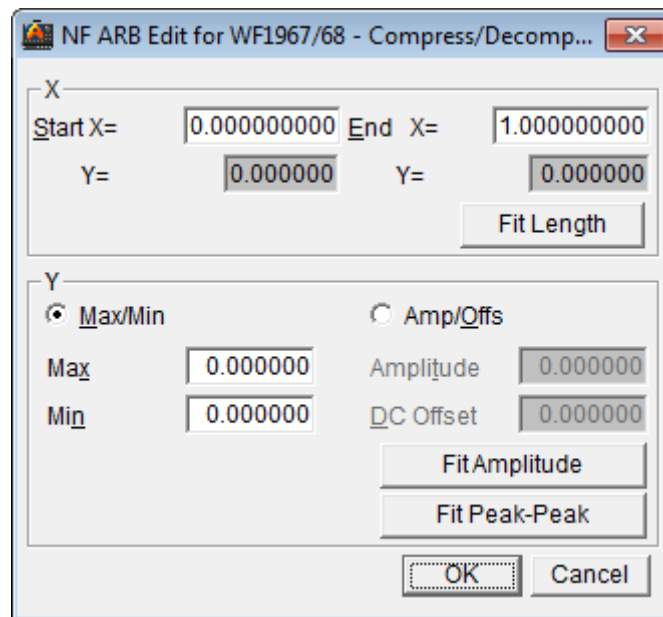 NF ARB Edit for WF1967/68 - Compress/Decomp...
X
Start X= 0.000000000 End X= 1.000000000
Y= 0.000000 Y= 0.000000
Fit Length
Y
Max/Min Amp/Offs
Max 0.000000 Amplitude 0.000000
Min 0.000000 DC Offset 0.000000
Fit Amplitude
Fit Peak-Peak
OK Cancel